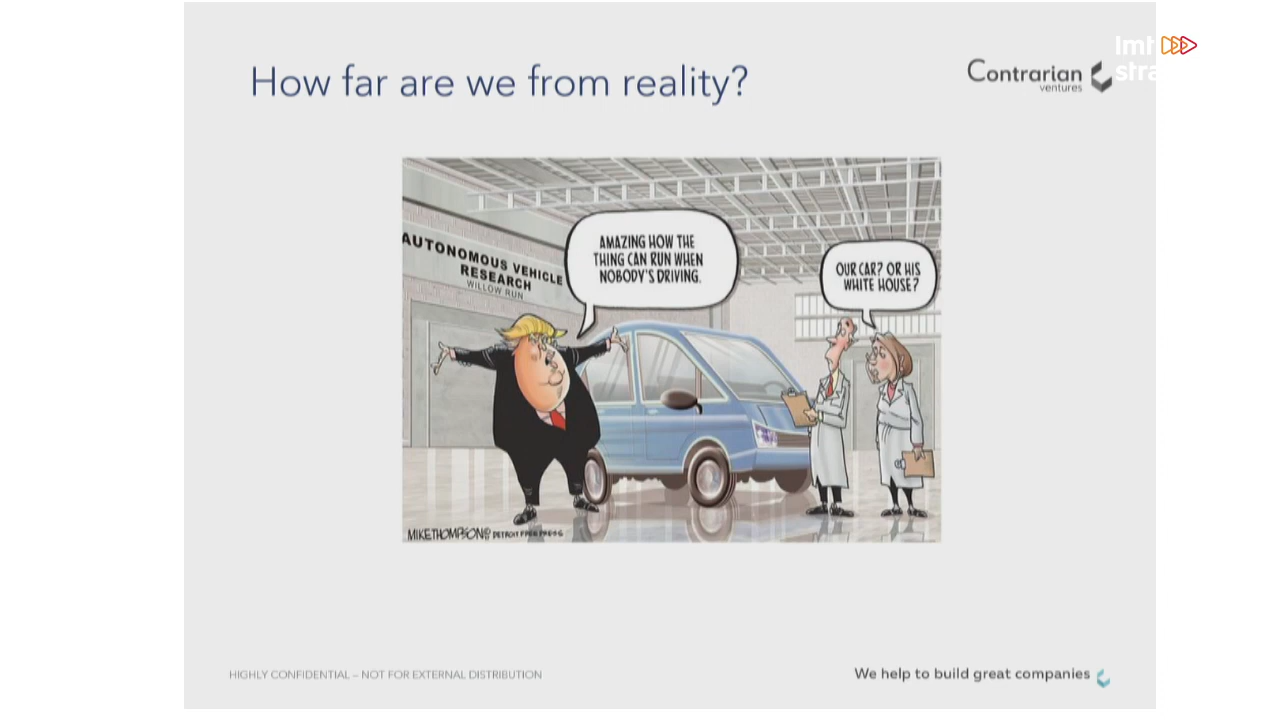 How far are we from reality?
Contrarian
ventures
AUTONOMOUS VEHICLE
RESEARCH
WILLOW RUN
AMAZING HOW THE
THING CAN RUN WHEN
NOBODY'S DRIVING.
OUR CAR? OR HIS
WHITE HOUSE?
MIKE THOMPSON© DETROIT FREE PRESS
HIGHLY CONFIDENTIAL – NOT FOR EXTERNAL DISTRIBUTION
We help to build great companies